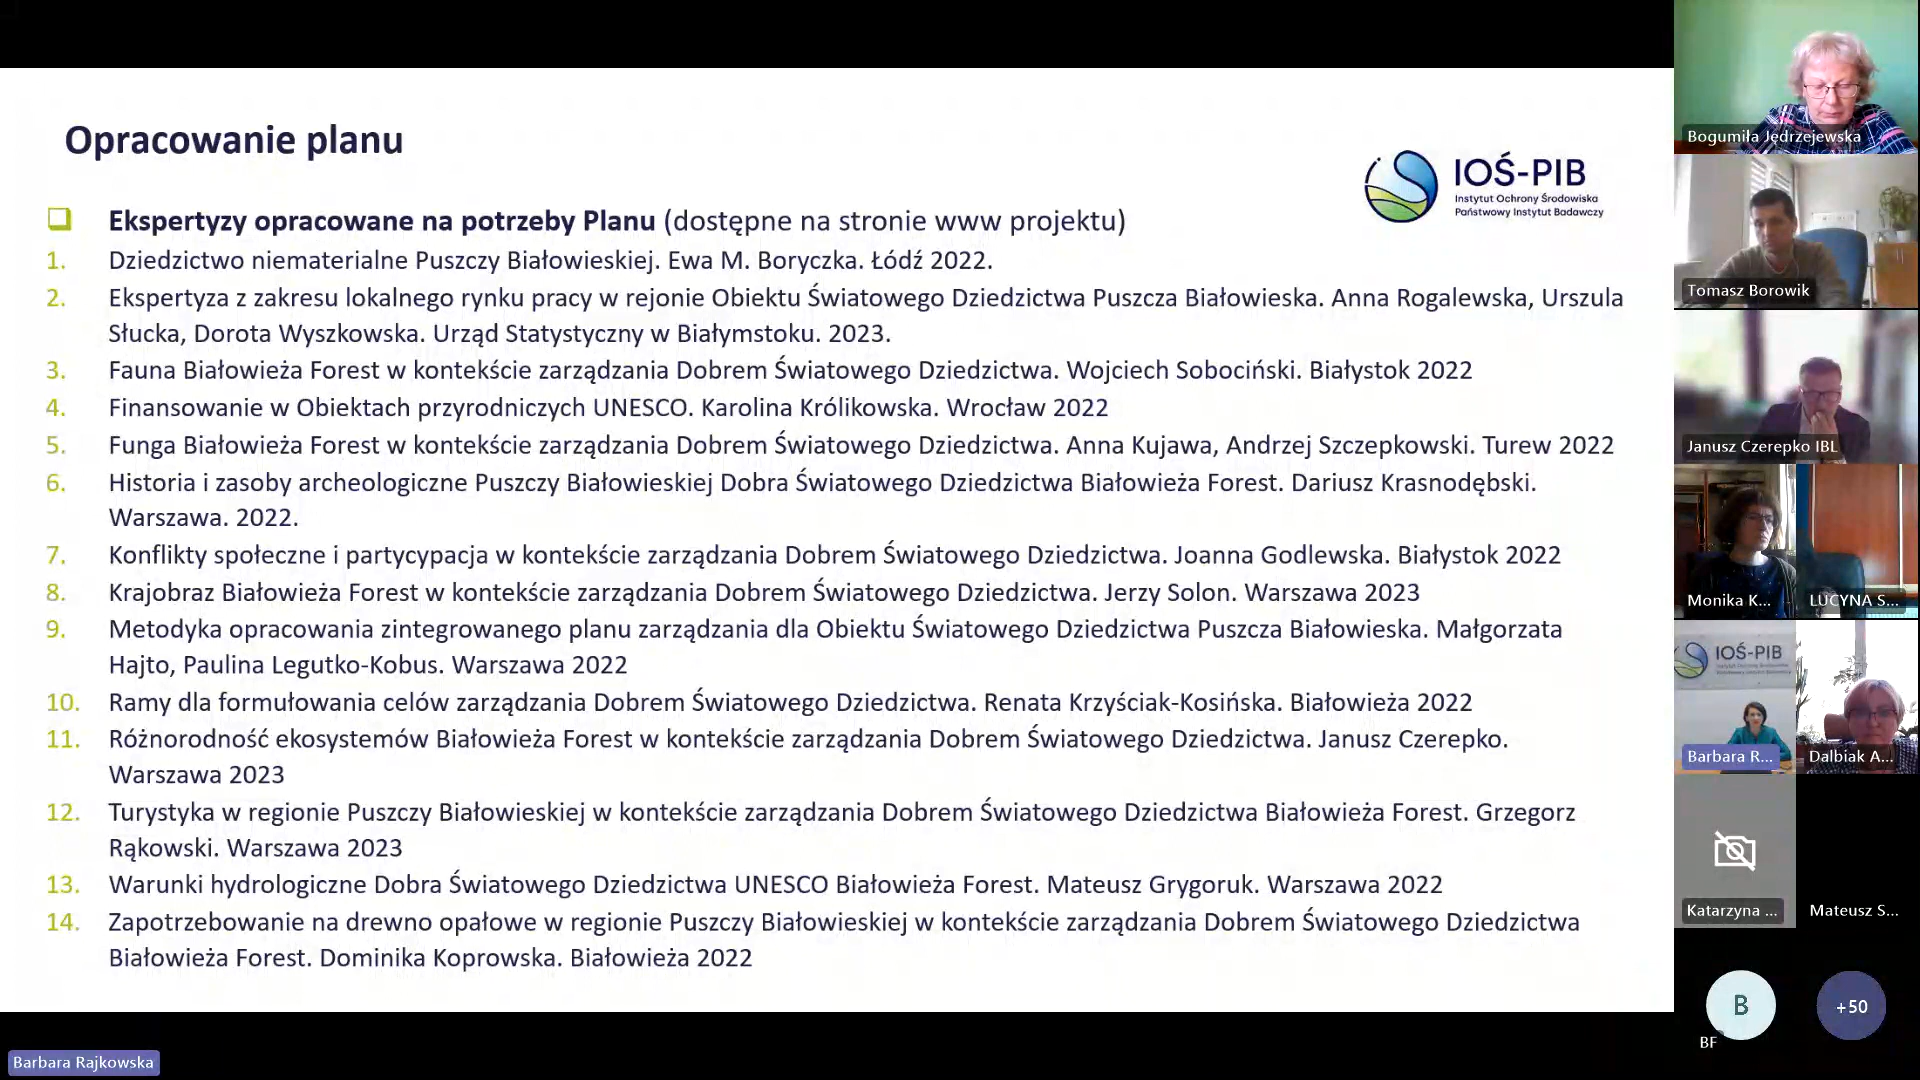 Opracowanie planu
IOŚ-PIB
Instytut Ochrony Środowiska
Państwowy Instytut Badawczy
Ekspertyzy opracowane na potrzeby Planu (dostępne na stronie www projektu)
1. Dziedzictwo niematerialne Puszczy Białowieskiej. Ewa M. Boryczka. Łódź 2022.
2. Ekspertyza z zakresu lokalnego rynku pracy w rejonie Obiektu Światowego Dziedzictwa Puszcza Białowieska. Anna Rogalewska, Urszula
Słucka, Dorota Wyszkowska. Urząd Statystyczny w Białymstoku. 2023.
3. Fauna Białowieża Forest w kontekście zarządzania Dobrem Światowego Dziedzictwa. Wojciech Sobociński. Białystok 2022
4. Finansowanie w Obiektach przyrodniczych UNESCO. Karolina Królikowska. Wrocław 2022
5. Funga Białowieża Forest w kontekście zarządzania Dobrem Światowego Dziedzictwa. Anna Kujawa, Andrzej Szczepkowski. Turew 2022
6. Historia i zasoby archeologiczne Puszczy Białowieskiej Dobra Światowego Dziedzictwa Białowieża Forest. Dariusz Krasnodębski.
Warszawa. 2022.
7. Konflikty społeczne i partycypacja w kontekście zarządzania Dobrem Światowego Dziedzictwa. Joanna Godlewska. Białystok 2022
8. Krajobraz Białowieża Forest w kontekście zarządzania Dobrem Światowego Dziedzictwa. Jerzy Solon. Warszawa 2023
9. Metodyka opracowania zintegrowanego planu zarządzania dla Obiektu Światowego Dziedzictwa Puszcza Białowieska. Małgorzata
Hajto, Paulina Legutko-Kobus. Warszawa 2022
10. Ramy dla formułowania celów zarządzania Dobrem Światowego Dziedzictwa. Renata Krzyściak-Kosińska. Białowieża 2022
11. Różnorodność ekosystemów Białowieża Forest w kontekście zarządzania Dobrem Światowego Dziedzictwa. Janusz Czerepko.
Warszawa 2023
12. Turystyka w regionie Puszczy Białowieskiej w kontekście zarządzania Dobrem Światowego Dziedzictwa Białowieża Forest. Grzegorz
Rąkowski. Warszawa 2023
13. Warunki hydrologiczne Dobra Światowego Dziedzictwa UNESCO Białowieża Forest. Mateusz Grygoruk. Warszawa 2022
14. Zapotrzebowanie na drewno opałowe w regionie Puszczy Białowieskiej w kontekście zarządzania Dobrem Światowego Dziedzictwa
Białowieża Forest. Dominika Koprowska. Białowieża 2022
Barbara Rajkowska
Bogumiła Jędrzejewska
Tomasz Borowik
Janusz Czerepko IBL
Monika K...
LUCYNA S...
IOŚ-PIB
Barbara R...
Dalbiak A...
Katarzyna ...
Mateusz S...
B
BF
+50